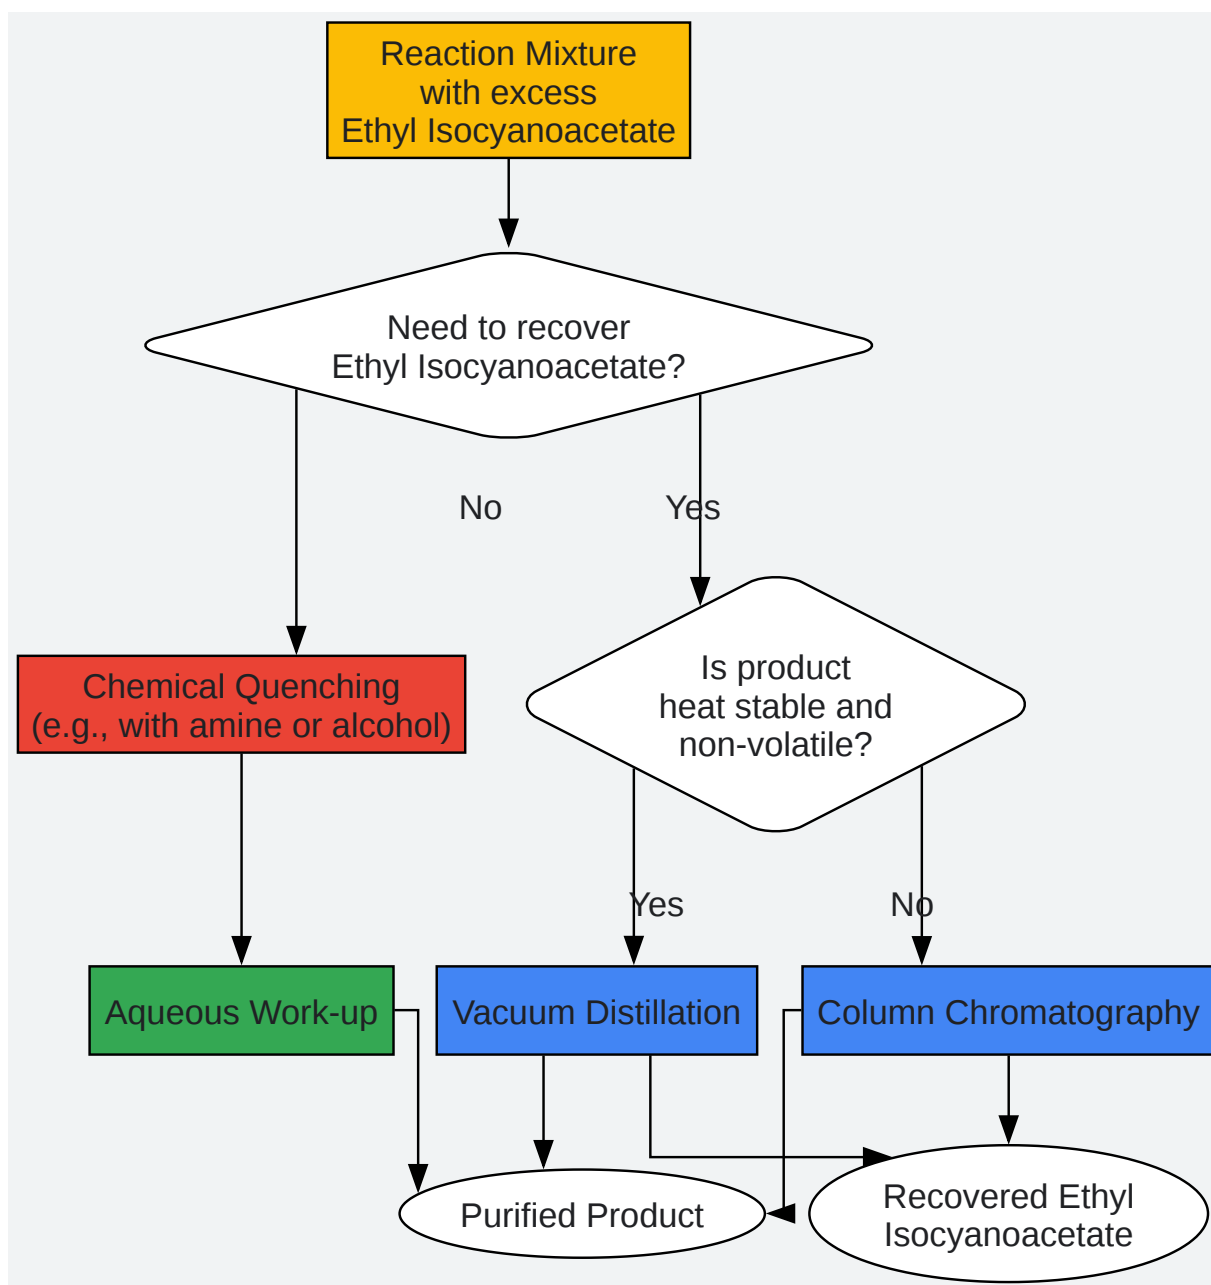 Reaction Mixture
with excess
Ethyl Isocyanoacetate
Need to recover
Ethyl Isocyanoacetate?
No
Yes
Chemical Quenching
(e.g., with amine or alcohol)
Is product
heat stable and
non-volatile?
Yes
No
Aqueous Work-up
Vacuum Distillation
Column Chromatography
Purified Product
Recovered Ethyl
Isocyanoacetate